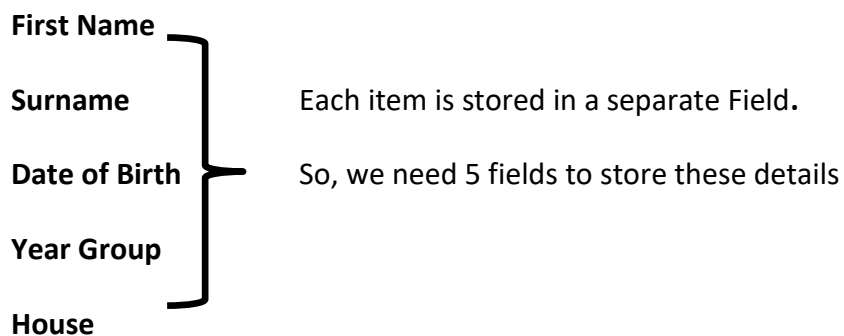 First Name
Surname
Each item is stored in a separate Field.
Date of Birth
So, we need 5 fields to store these details
Year Group
House